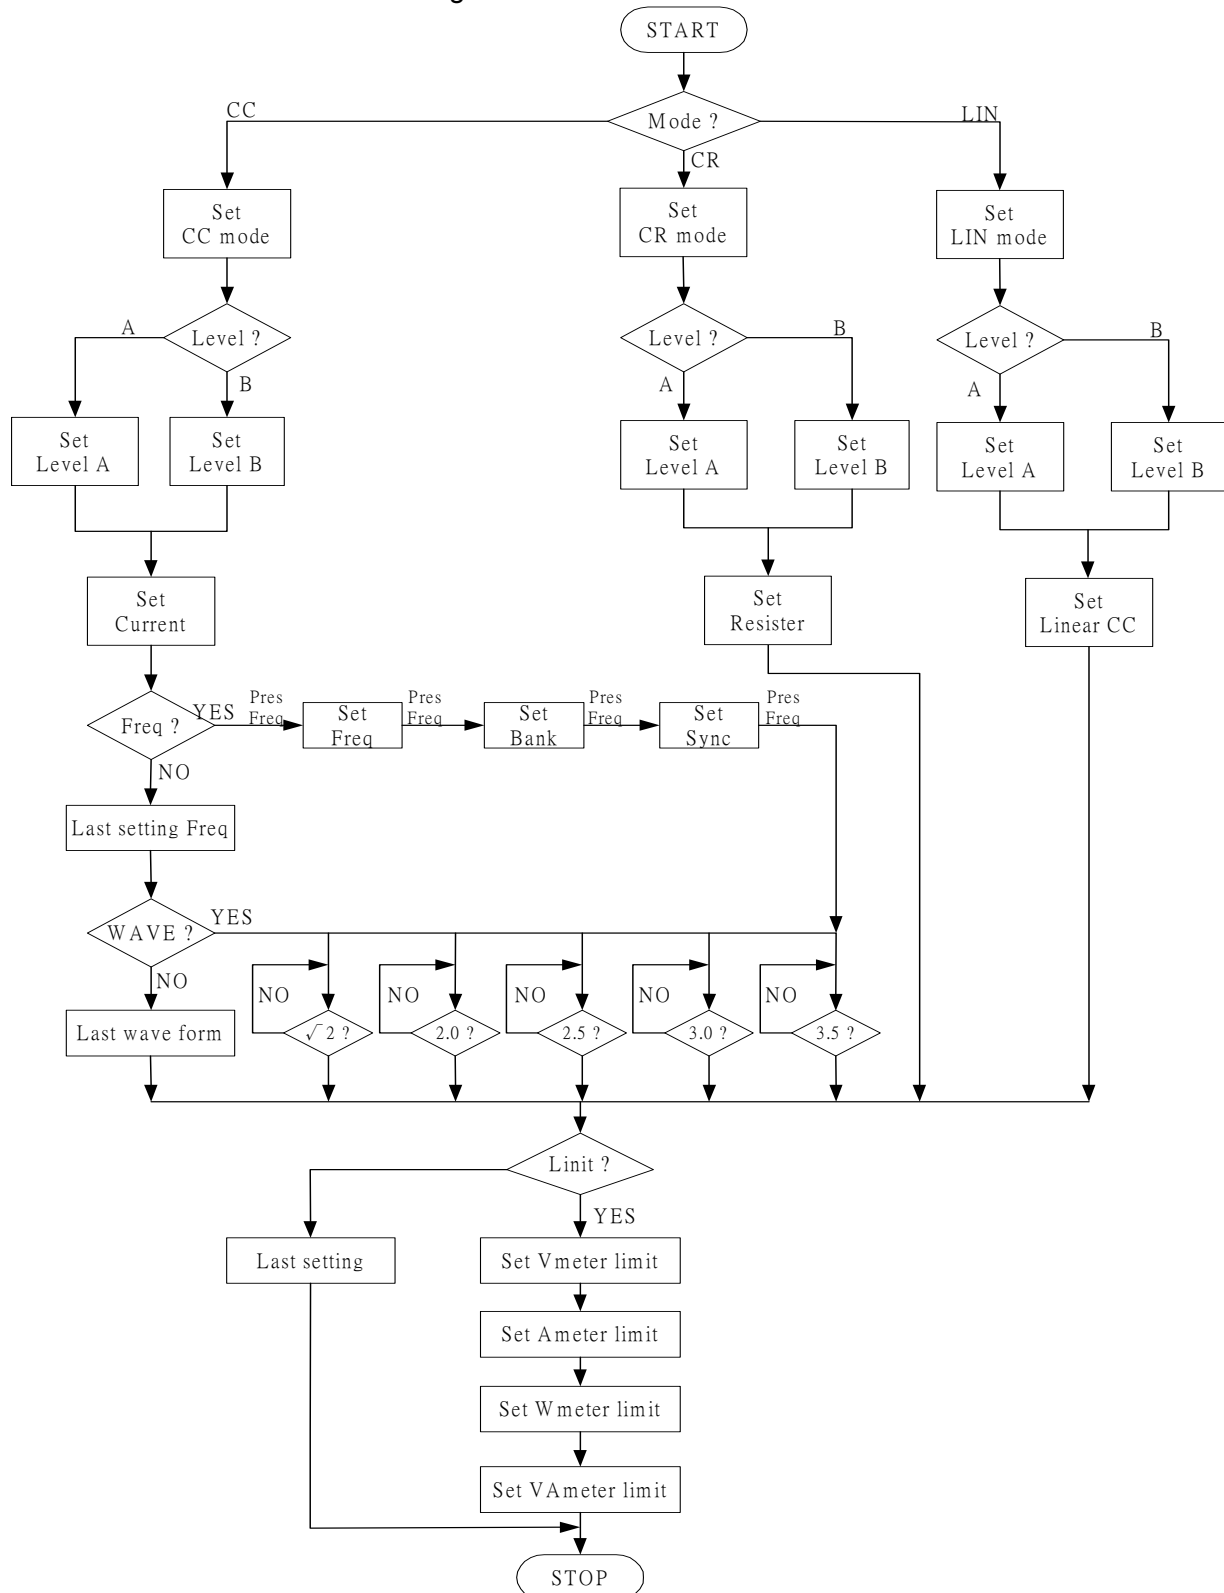 g
START
CC
Mode ?
LIN
CR
Set
CC mode
Set
CR mode
Set
LIN mode
A
Level ?
B
Level ?
B
A
Level ?
B
A
Set
Level A
Set
Level B
Set
Level A
Set
Level B
Set
Level A
Set
Level B
Set
Current
Set
Resister
Set
Linear CC
Freq ?
YES
Pres
Freq
Set
Freq
Pres
Freq
Set
Bank
Pres
Freq
Set
Sync
Pres
Freq
NO
Last setting Freq
WAVE ?
YES
NO
NO
NO
NO
NO
NO
Last wave form
√2 ?
2.0 ?
2.5 ?
3.0 ?
3.5 ?
Linit ?
YES
Last setting
Set Vmeter limit
Set Ameter limit
Set Wmeter limit
Set VAmeter limit
STOP